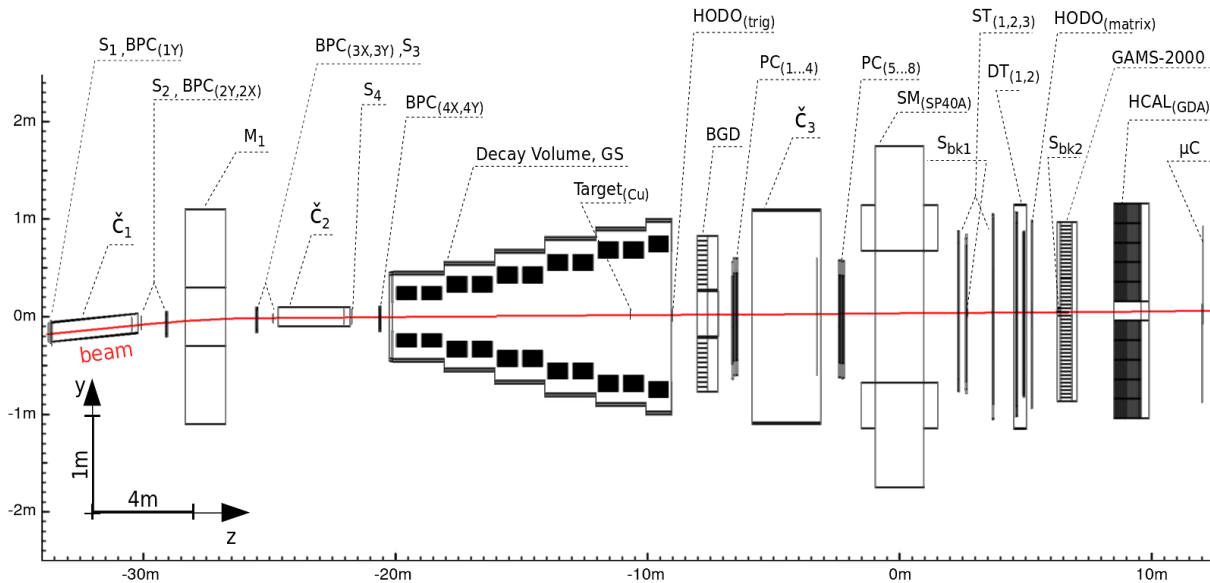 HODO(trig)
ST(1,2,3)
HODO(matrix)
S1 ,BPC(1Y)
BPC(3X,3Y) ,S3
GAMS-2000
PC(1...4)
PC(5...8)
DT(1,2)
S2 , BPC(2Y,2X)
S4
BPC(4X,4Y)
SM(SP40A)
HCAL(GDA)
2m
M1
BGD
č3
Sbk1
Sbk2
μC
Decay Volume, GS
Target(Cu)
1m
č1
č2
0m
beam
y
-1m
1m
4m
-2m
z
-30m
-20m
-10m
0m
10m